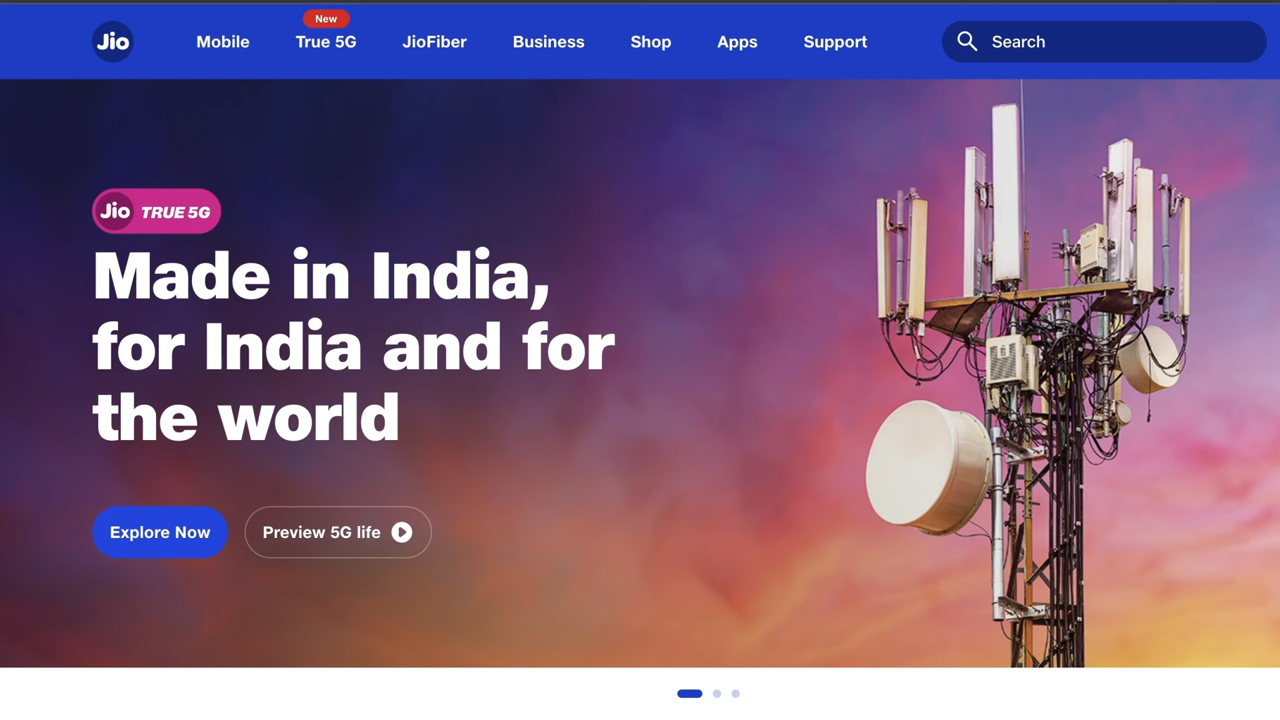 New
Jio Mobile True 5G JioFiber Business Shop Apps Support Search
Jio TRUE 5G
Made in India,
for India and for
the world
Explore Now Preview 5G life